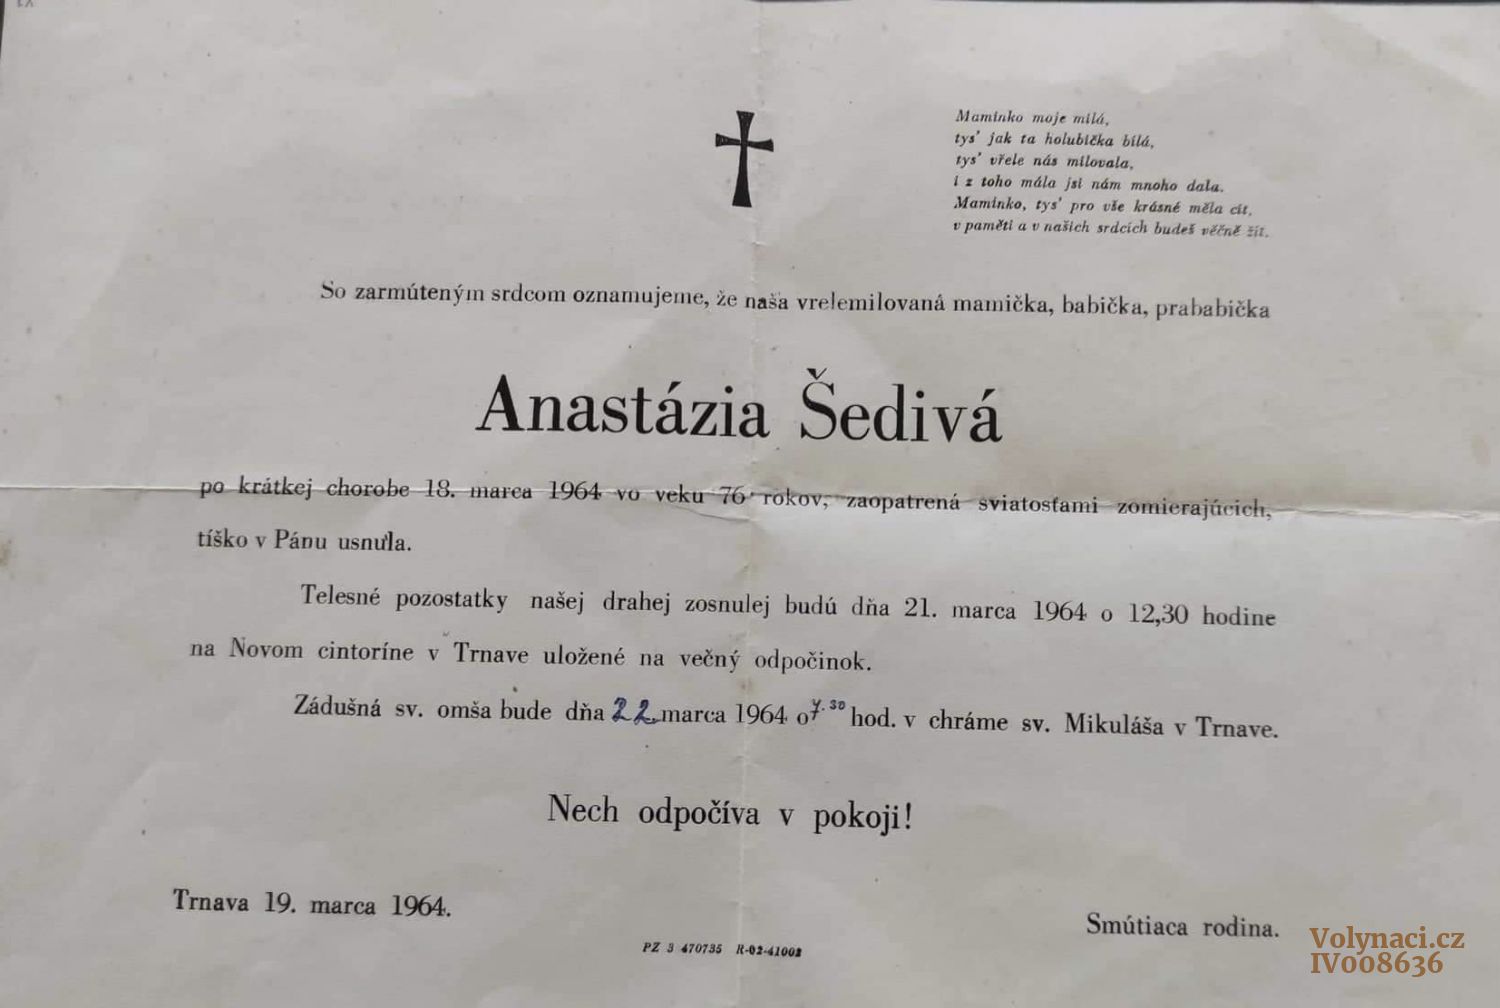 Maminko moje milá,
tys' jak ta holubička bílá,
tys' vřele nás milovala,
i z toho mála jsi nám mnoho dala.
Maminko, tys' pro vše krásné měla cit,
v paměti a v našich srdcích budeš věčně žít.
So zarmúteným srdcom oznamujeme, že naša vrelemilovaná mamička, babička, prababička
Anastázia Šedivá
po krátkej chorobe 18. marca 1964 vo veku 76 rokov, zaopatrená sviatosťami zomierajúcich,
tíško v Pánu usnula.
Telesné pozostatky našej drahej zosnulej budú dňa 21. marca 1964 o 12,30 hodine
na Novom cintoríne v Trnave uložené na večný odpočinok.
Zádušná sv. omša bude dňa 22. marca 1964 o 7.30 hod. v chráme sv. Mikuláša v Trnave.
Nech odpočíva v pokoji!
Trnava 19. marca 1964.
Smútiaca rodina.
PZ 3 470735 R-02-41002
Volynaci.cz
IV008636